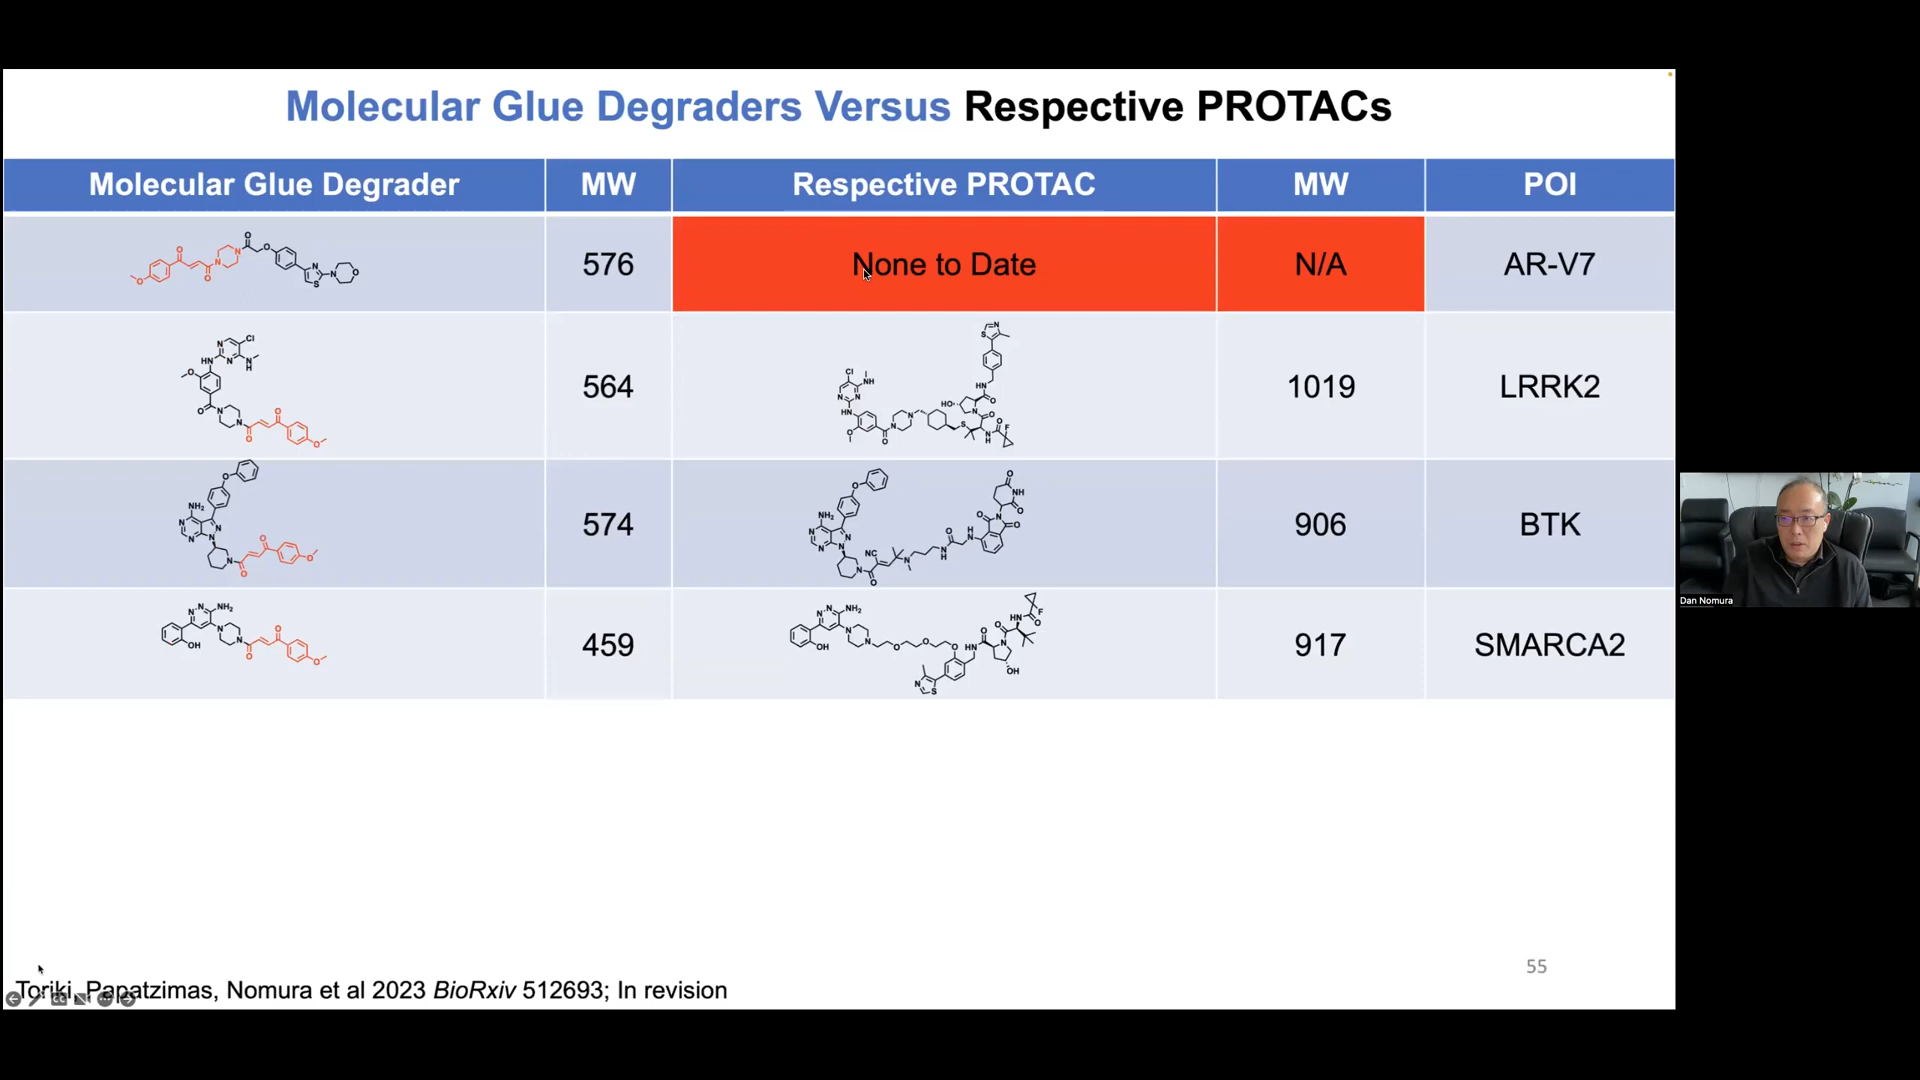 Molecular Glue Degraders Versus Respective PROTACs
Molecular Glue Degrader MW Respective PROTAC MW POI
576 None to Date N/A AR-V7
564 1019 LRRK2
574 906 BTK
459 917 SMARCA2
55
Toriki, Papatzimas, Nomura et al 2023 BioRxiv 512693; In revision
Dan Nomura